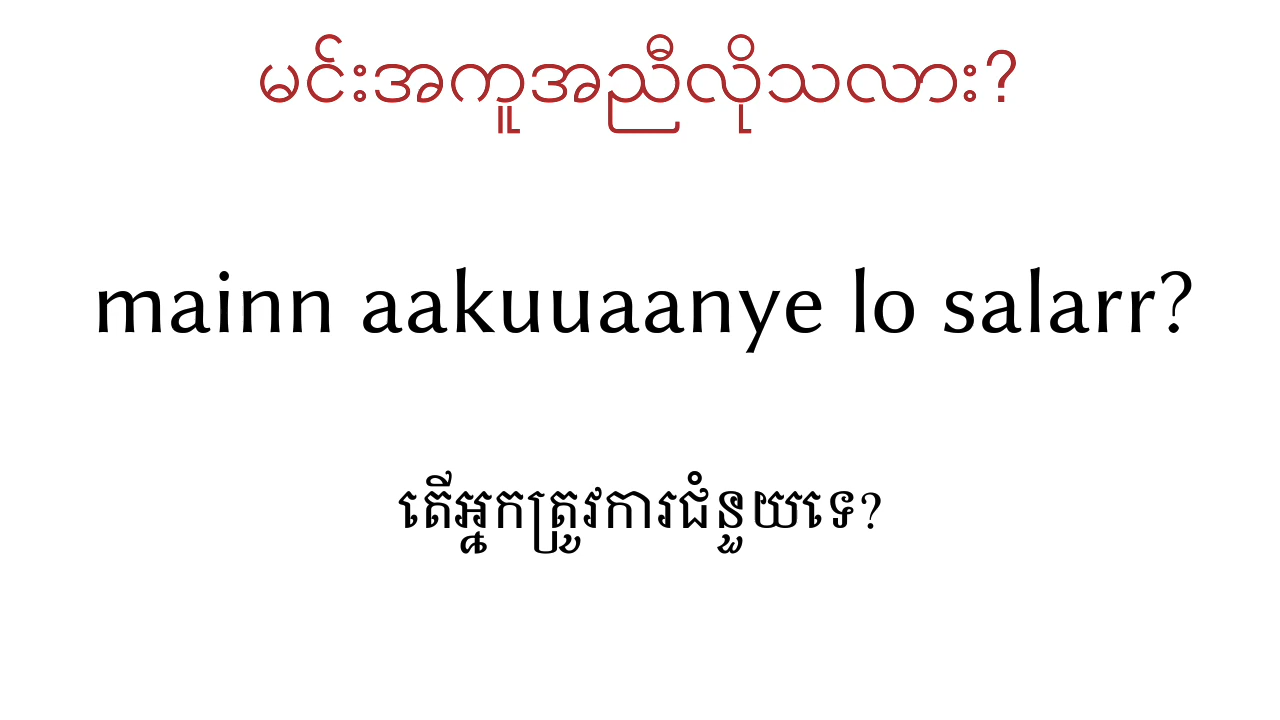 မင်းအကူအညီလိုသလား?
mainn aakuuaanye lo salarr?
តើអ្នកត្រូវការជំនួយទេ?